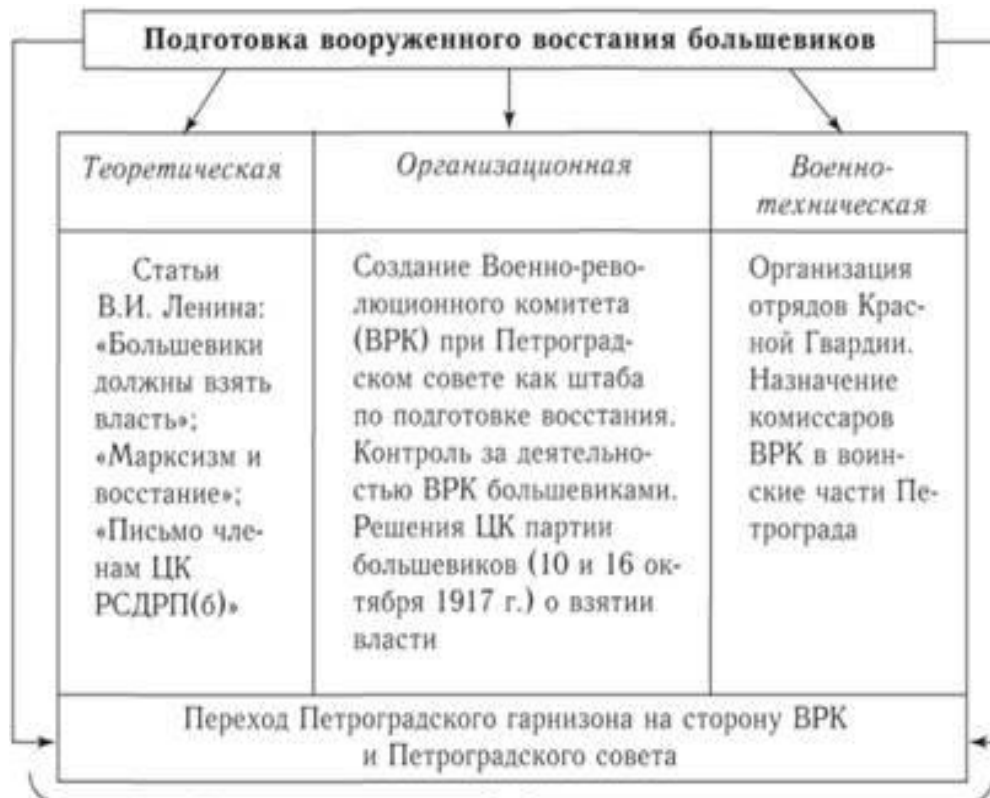 Подготовка вооруженного восстания большевиков
Теоретическая
Организационная
Военно-
техническая
Статьи
В.И. Ленина:
«Большевики
должны взять
власть»;
«Марксизм и
восстание»;
«Письмо чле-
нам ЦК
РСДРП(б)»
Создание Военно-рево-
люционного комитета
(ВРК) при Петроград-
ском совете как штаба
по подготовке восстания.
Контроль за деятельно-
стью ВРК большевиками.
Решения ЦК партии
большевиков (10 и 16 ок-
тября 1917 г.) о взятии
власти
Организация
отрядов Крас-
ной Гвардии.
Назначение
комиссаров
ВРК в воин-
ские части Пе-
трограда
Переход Петроградского гарнизона на сторону ВРК
и Петроградского совета